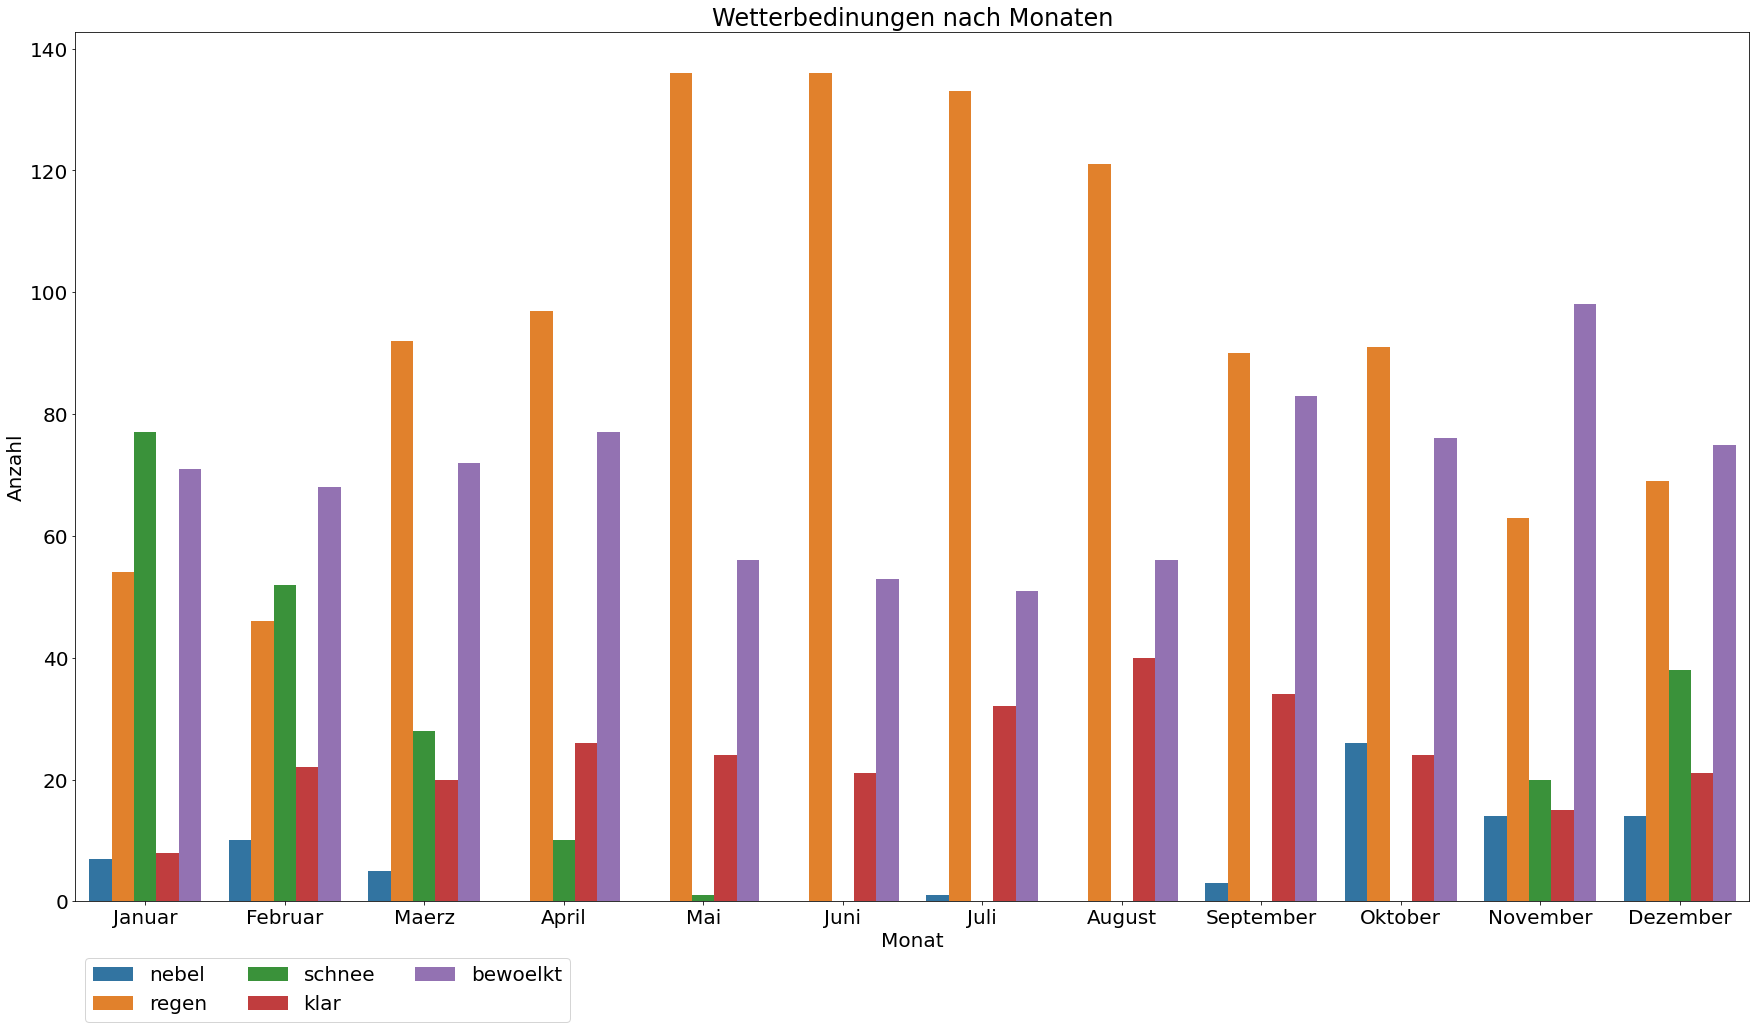 Wetterbedinungen nach Monaten
140
120
100
80
60
40
20
0
Anzahl
Januar Februar Maerz April Mai Juni Juli August September Oktober November Dezember
Monat
nebel schnee bewoelkt
regen klar